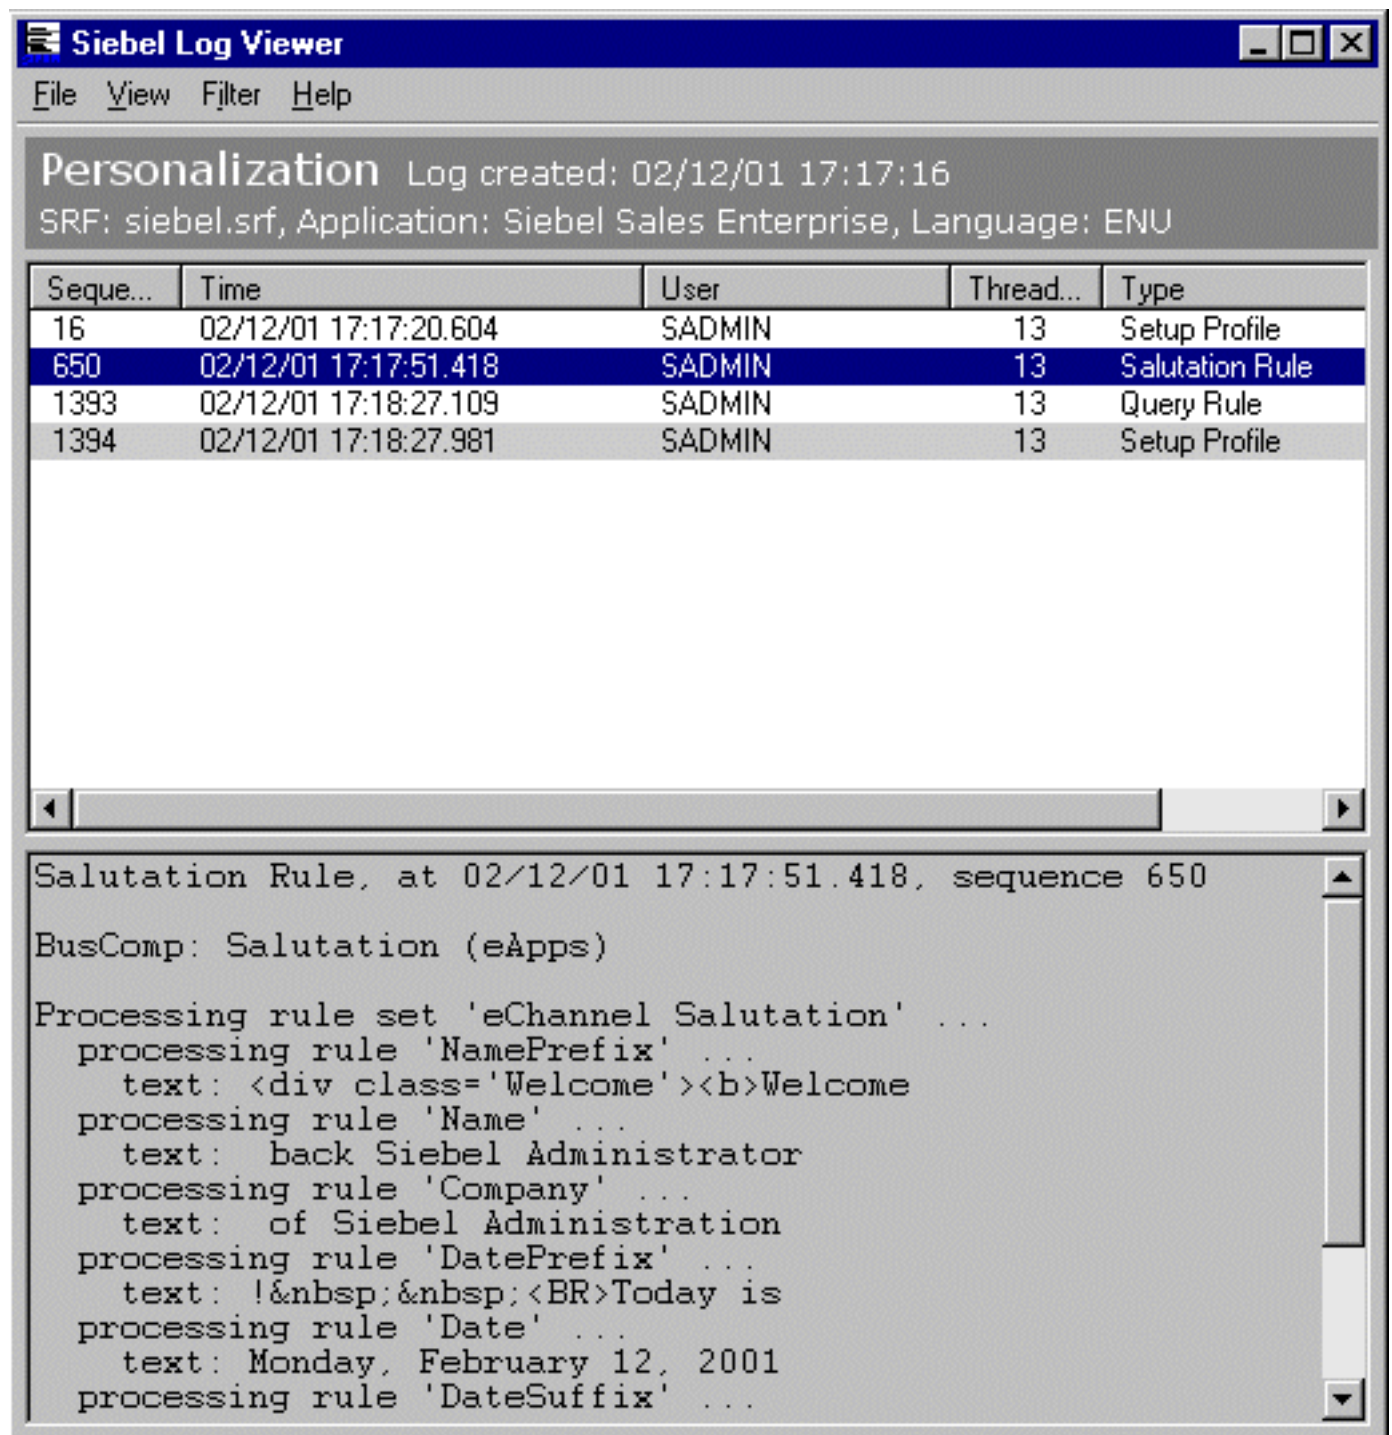 Siebel Log Viewer
File View Filter Help
Personalization Log created: 02/12/01 17:17:16
SRF: siebel.srf, Application: Siebel Sales Enterprise, Language: ENU
Seque... Time User Thread... Type
16 02/12/01 17:17:20.604 SADMIN 13 Setup Profile
650 02/12/01 17:17:51.418 SADMIN 13 Salutation Rule
1393 02/12/01 17:18:27.109 SADMIN 13 Query Rule
1394 02/12/01 17:18:27.981 SADMIN 13 Setup Profile
Salutation Rule, at 02/12/01 17:17:51.418, sequence 650
BusComp: Salutation (eApps)
Processing rule set 'eChannel Salutation' ...
processing rule 'NamePrefix' ...
text: <div class='Welcome'><b>Welcome
processing rule 'Name' ...
text:  back Siebel Administrator
processing rule 'Company' ...
text:  of Siebel Administration
processing rule 'DatePrefix' ...
text: !&nbsp;&nbsp;<BR>Today is
processing rule 'Date' ...
text: Monday, February 12, 2001
processing rule 'DateSuffix' ...